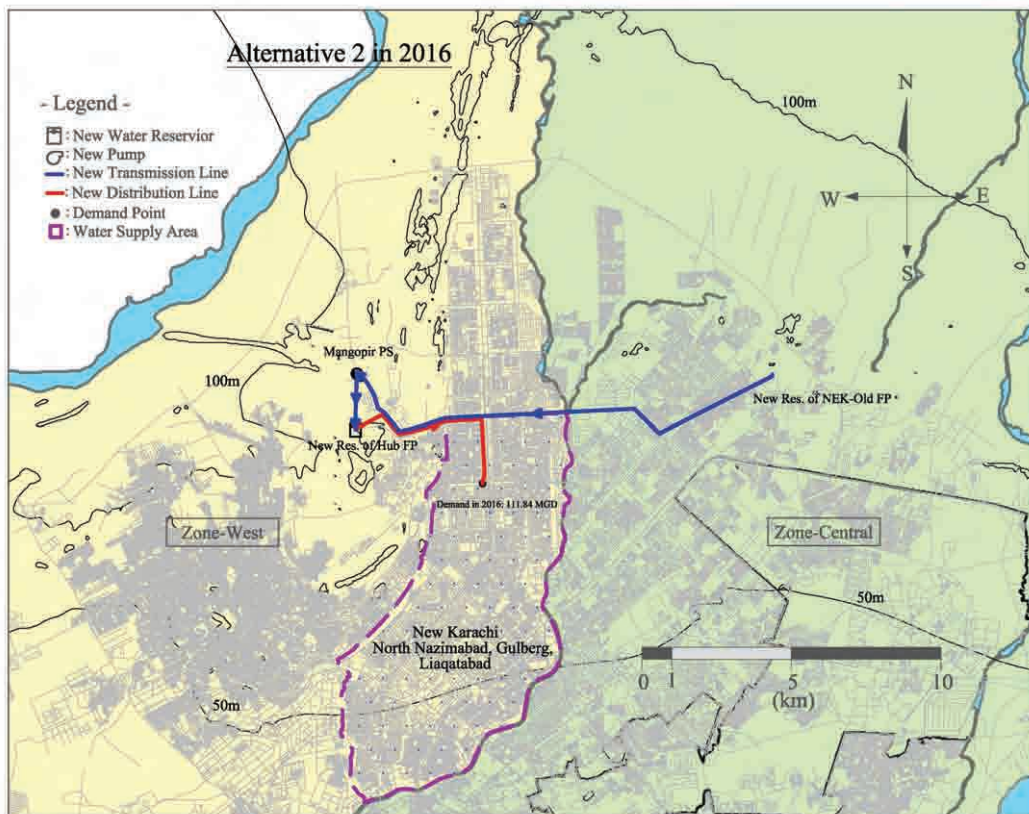 Alternative 2 in 2016
- Legend -
: New Water Reservior
: New Pump
: New Transmission Line
: New Distribution Line
: Demand Point
: Water Supply Area
100m
N
W
E
S
Mangopir PS
100m
New Res. of NEK-Old FP
New Res. of Hub FP
Demand in 2016: 111.84 MGD
Zone-West
Zone-Central
50m
New Karachi
North Nazimabad, Gulberg,
Liaqatabad
50m
0 1 5 10
(km)